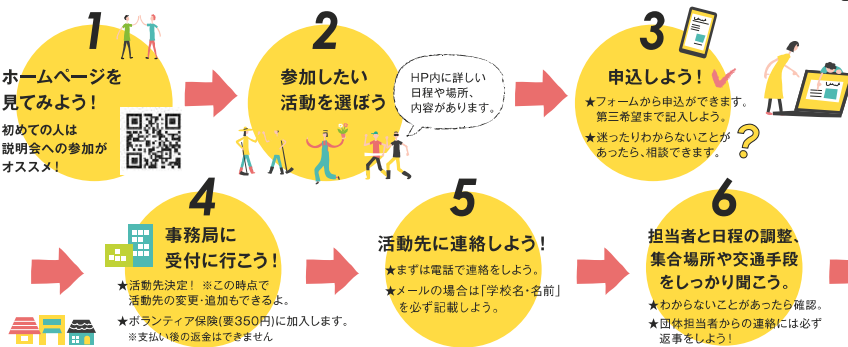 1
ホームページを
見てみよう！
初めての人は
説明会への参加が
オススメ！
2
参加したい
活動を選ぼう
HP内に詳しい
日程や場所、
内容があります。
3
申込しよう！
★フォームから申込ができます。
第三希望まで記入しよう。
★迷ったりわからないことが
あったら、相談できます。
?
4
事務局に
受付に行こう！
★活動先決定！ ※この時点で
活動先の変更・追加もできるよ。
★ボランティア保険(要350円)に加入します。
※支払い後の返金はできません
5
活動先に連絡しよう！
★まずは電話で連絡をしよう。
★メールの場合は「学校名・名前」
を必ず記載しよう。
6
担当者と日程の調整、
集合場所や交通手段
をしっかり聞こう。
★わからないことがあったら確認。
★団体担当者からの連絡には必ず
返事をしよう！